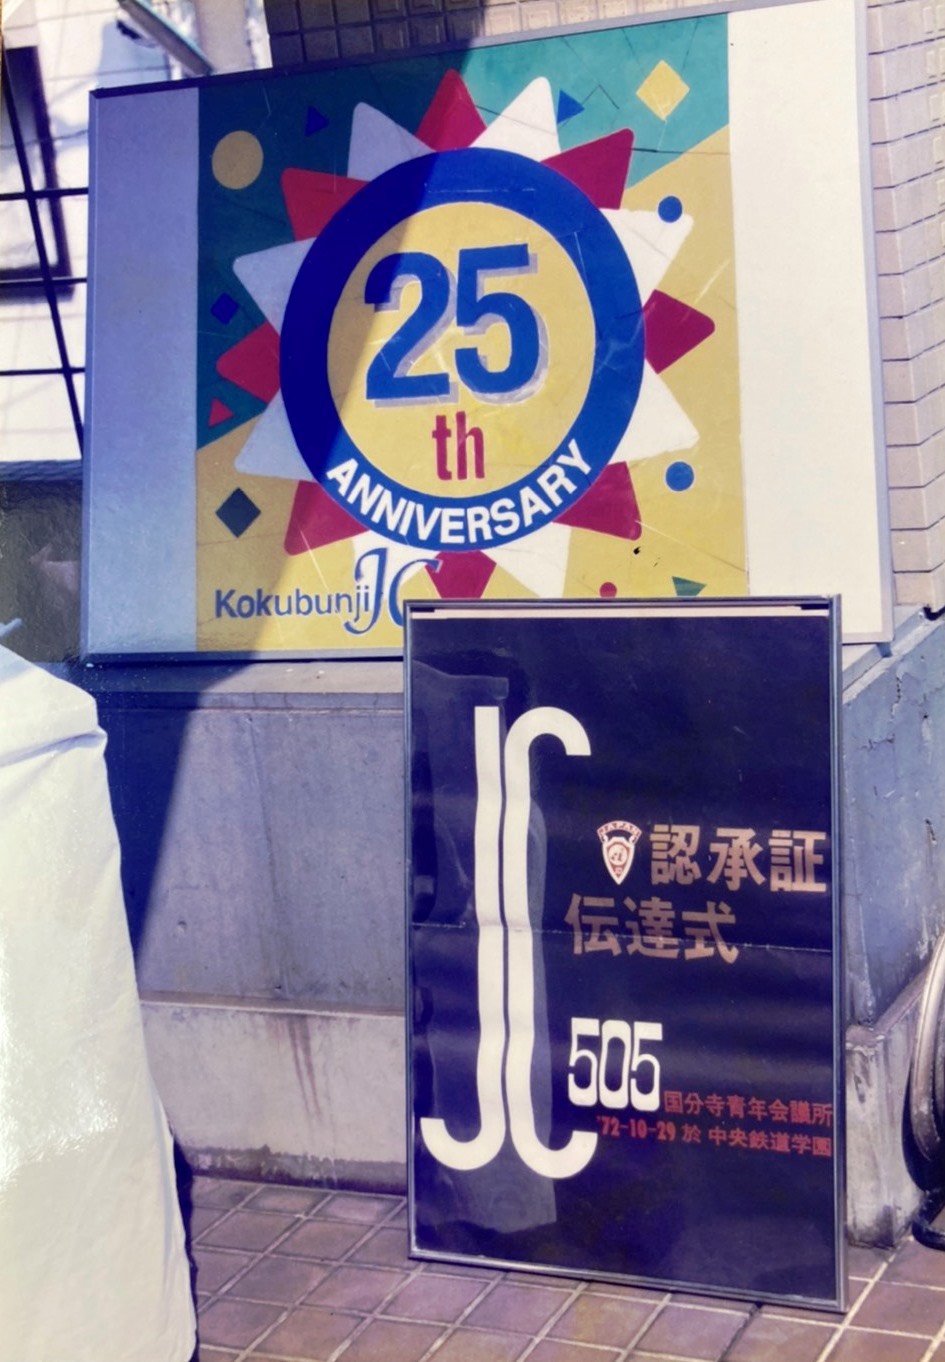 25
th
ANNIVERSARY
Kokubunji JC
JC
認承証
伝達式
505
国分寺青年会議所
'72-10-29 於 中央鉄道学園